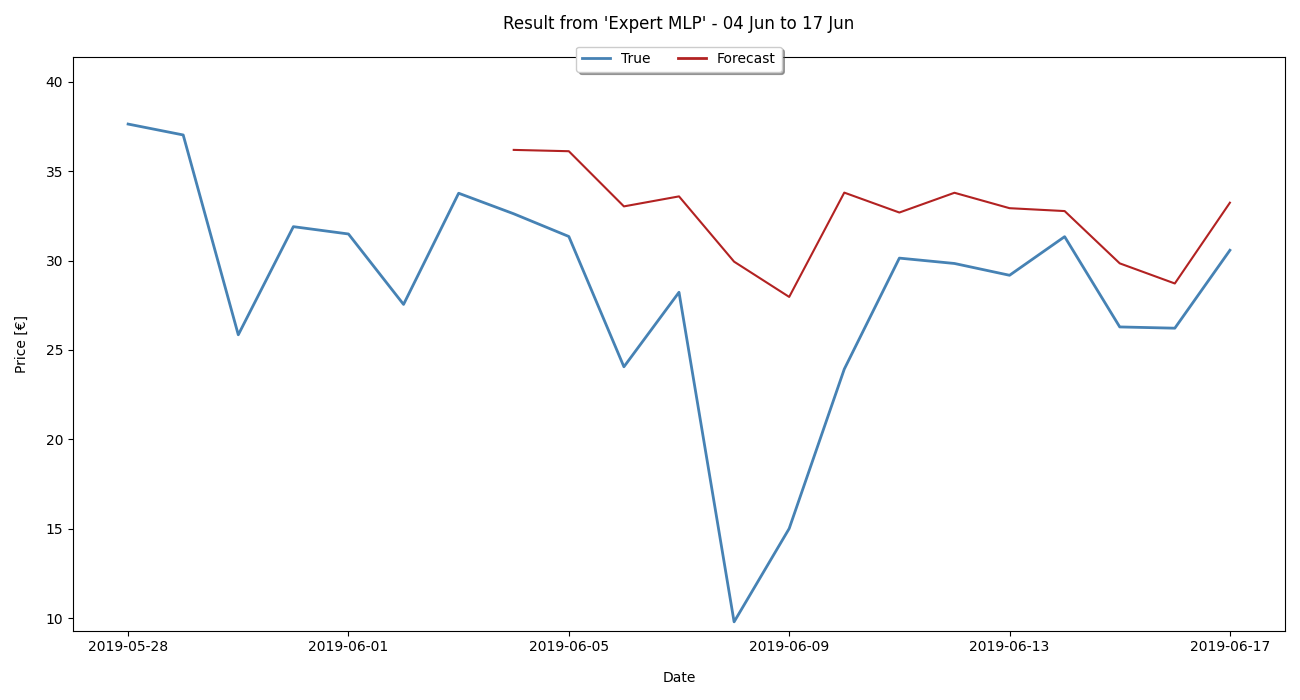 Result from 'Expert MLP' - 04 Jun to 17 Jun
True
Forecast
40
35
30
25
20
15
10
Price [€]
2019-05-28
2019-06-01
2019-06-05
2019-06-09
2019-06-13
2019-06-17
Date